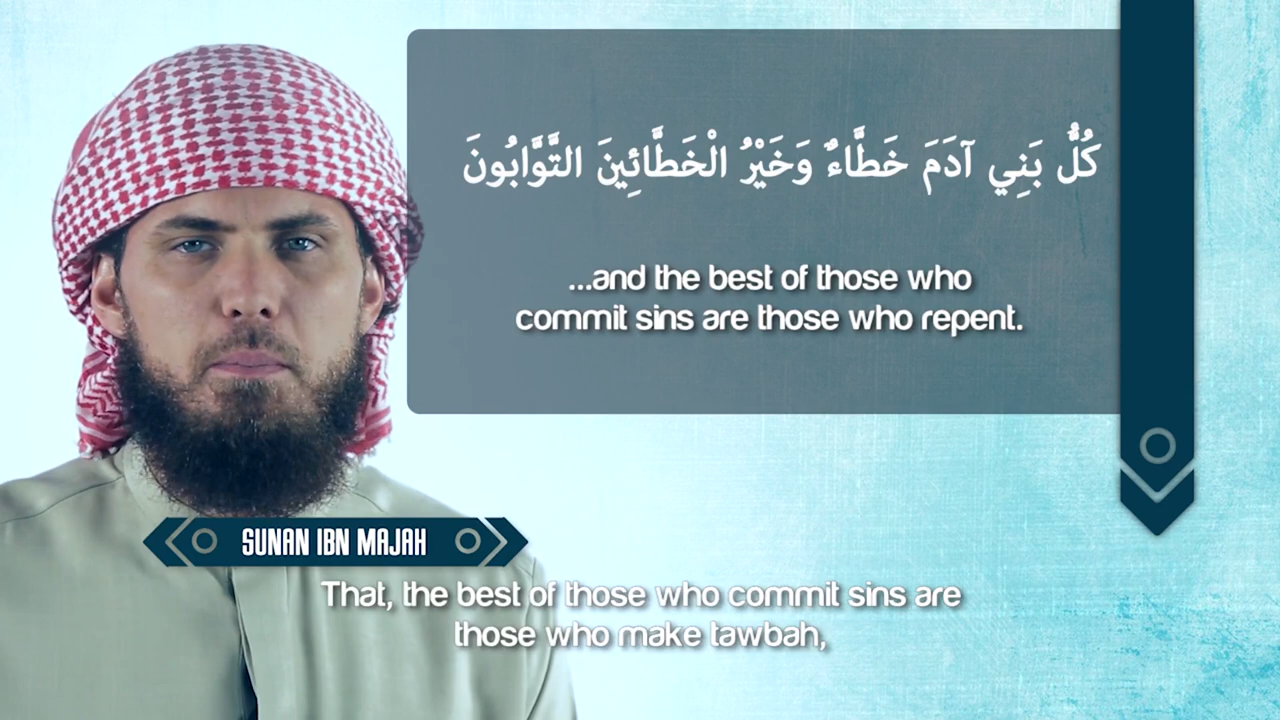 كُلُّ بَنِي آدَمَ خَطَّاءٌ وَخَيْرُ الْخَطَّائِينَ التَّوَّابُونَ
...and the best of those who
commit sins are those who repent.
SUNAN IBN MAJAH
That, the best of those who commit sins are
those who make tawbah,